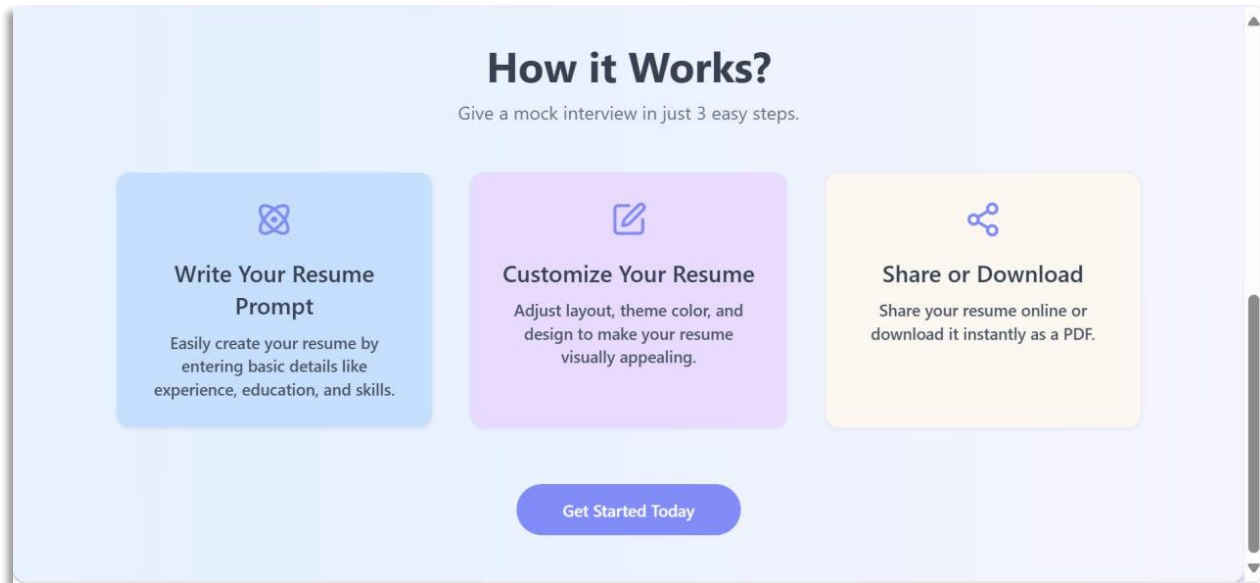 How it Works?
Give a mock interview in just 3 easy steps.
Write Your Resume
Prompt
Easily create your resume by
entering basic details like
experience, education, and skills.
Customize Your Resume
Adjust layout, theme color, and
design to make your resume
visually appealing.
Share or Download
Share your resume online or
download it instantly as a PDF.
Get Started Today